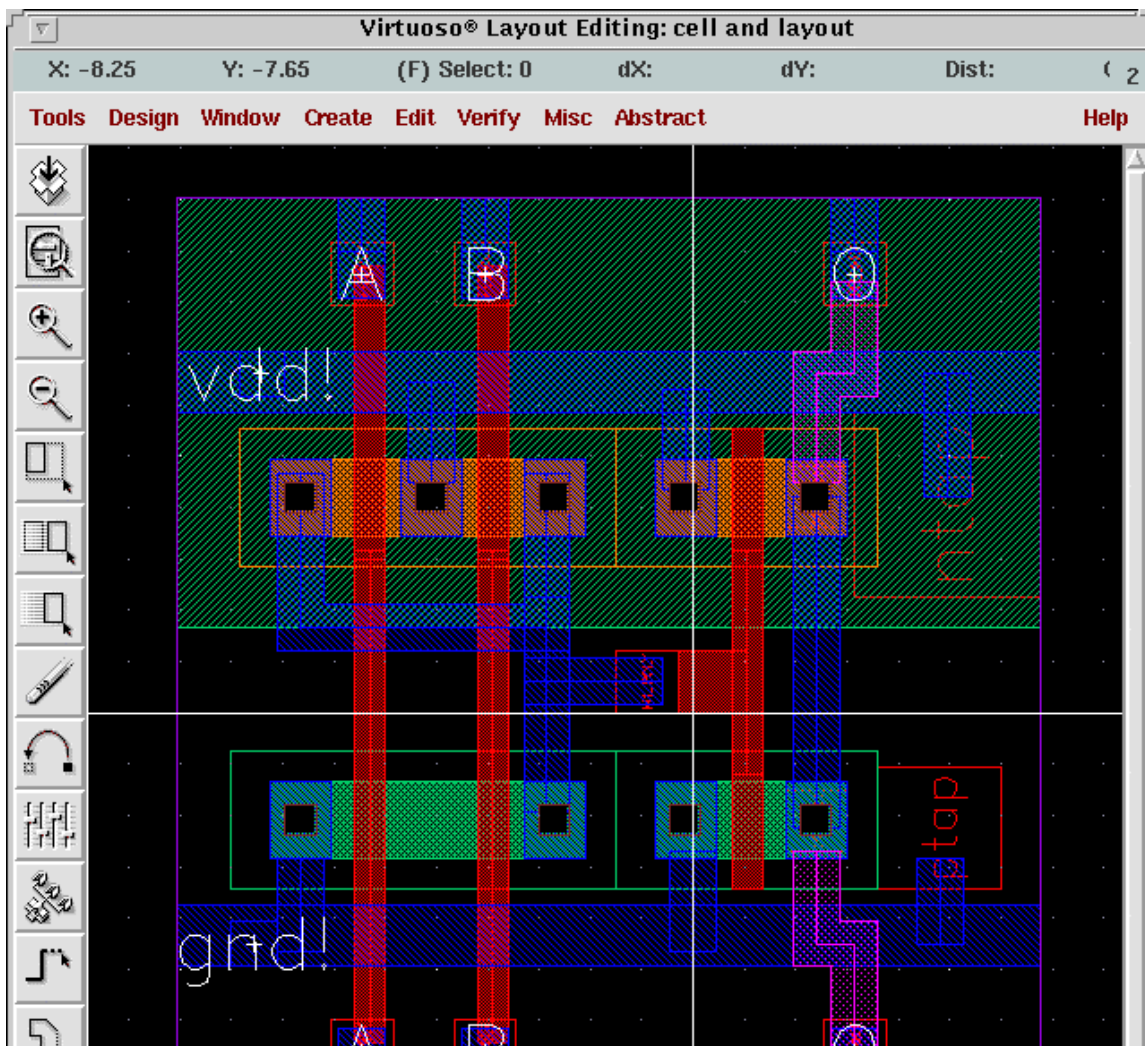 Virtuoso® Layout Editing: cell and layout
X: -8.25 Y: -7.65 (F) Select: 0 dX: dY: Dist: ( 2
Tools Design Window Create Edit Verify Misc Abstract Help
A B O
vdd!
ntap
ptap
gnd!
A B O